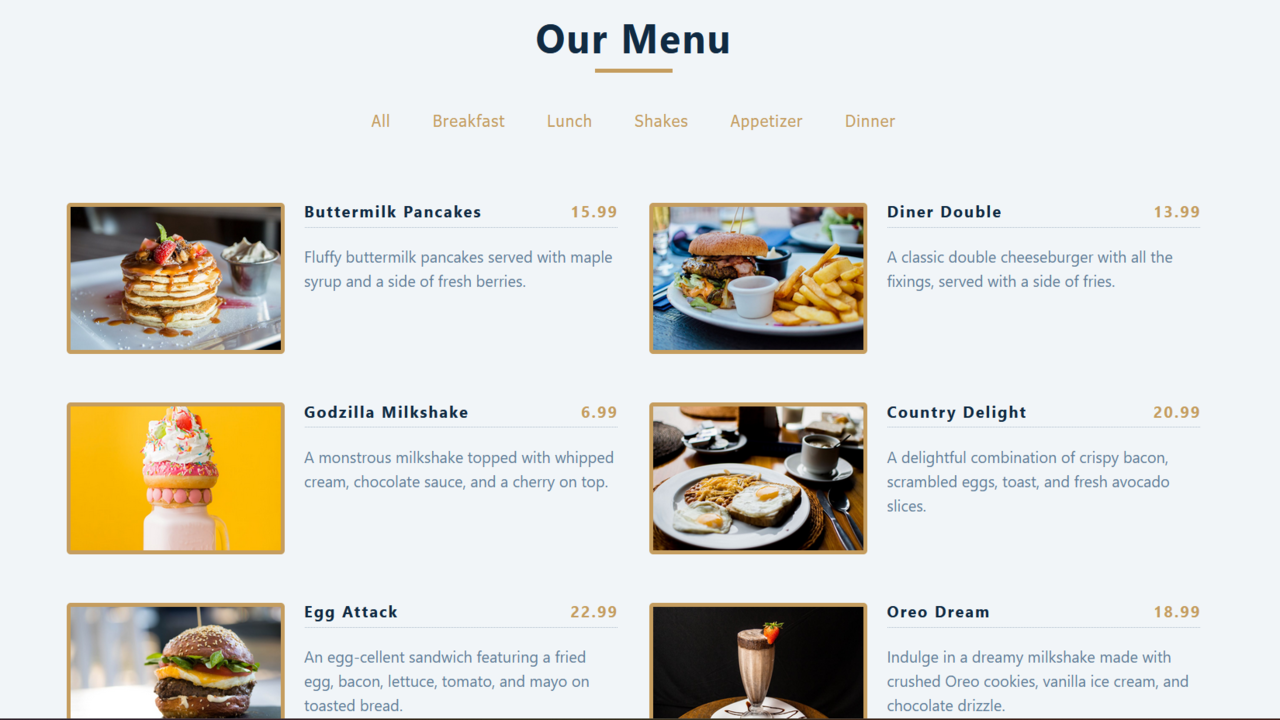 Our Menu
All Breakfast Lunch Shakes Appetizer Dinner
Buttermilk Pancakes 15.99
Fluffy buttermilk pancakes served with maple
syrup and a side of fresh berries.
Diner Double 13.99
A classic double cheeseburger with all the
fixings, served with a side of fries.
Godzilla Milkshake 6.99
A monstrous milkshake topped with whipped
cream, chocolate sauce, and a cherry on top.
Country Delight 20.99
A delightful combination of crispy bacon,
scrambled eggs, toast, and fresh avocado
slices.
Egg Attack 22.99
An egg-cellent sandwich featuring a fried
egg, bacon, lettuce, tomato, and mayo on
toasted bread.
Oreo Dream 18.99
Indulge in a dreamy milkshake made with
crushed Oreo cookies, vanilla ice cream, and
chocolate drizzle.